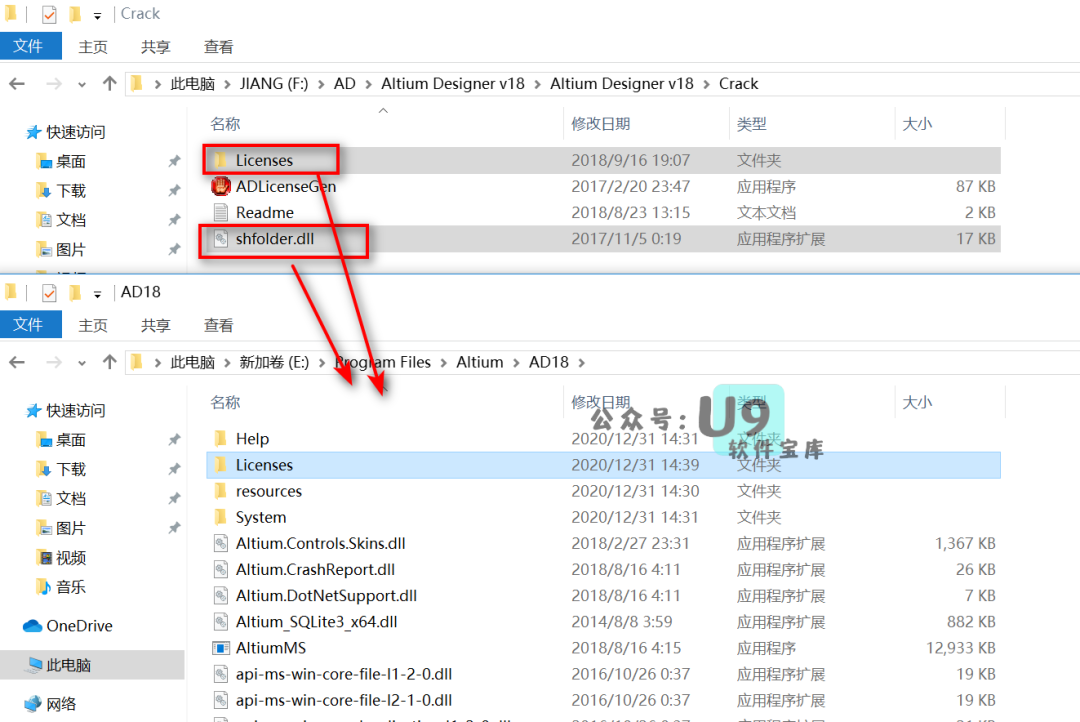 Crack
文件 主页 共享 查看
此电脑 > JIANG (F:) > AD > Altium Designer v18 > Altium Designer v18 > Crack
名称 修改日期 类型 大小
快速访问
桌面
下载
文档
图片
Licenses 2018/9/16 19:07 文件夹
ADLicenseGen 2017/2/20 23:47 应用程序 87 KB
Readme 2018/8/23 13:15 文本文档 2 KB
shfolder.dll 2017/11/5 0:19 应用程序扩展 17 KB
AD18
文件 主页 共享 查看
此电脑 > 新加卷 (E:) > Program Files > Altium > AD18 >
名称 修改日期 类型 大小
公众号：U9
软件宝库
快速访问
桌面
下载
文档
图片
视频
音乐
OneDrive
此电脑
网络
Help 2020/12/31 14:31 文件夹
Licenses 2020/12/31 14:39 文件夹
resources 2020/12/31 14:30 文件夹
System 2020/12/31 14:31 文件夹
Altium.Controls.Skins.dll 2018/2/27 23:31 应用程序扩展 1,367 KB
Altium.CrashReport.dll 2018/8/16 4:11 应用程序扩展 26 KB
Altium.DotNetSupport.dll 2018/8/16 4:11 应用程序扩展 7 KB
Altium_SQLite3_x64.dll 2014/8/8 3:59 应用程序扩展 882 KB
AltiumMS 2018/8/16 4:15 应用程序 12,933 KB
api-ms-win-core-file-l1-2-0.dll 2016/10/26 0:37 应用程序扩展 19 KB
api-ms-win-core-file-l2-1-0.dll 2016/10/26 0:37 应用程序扩展 19 KB